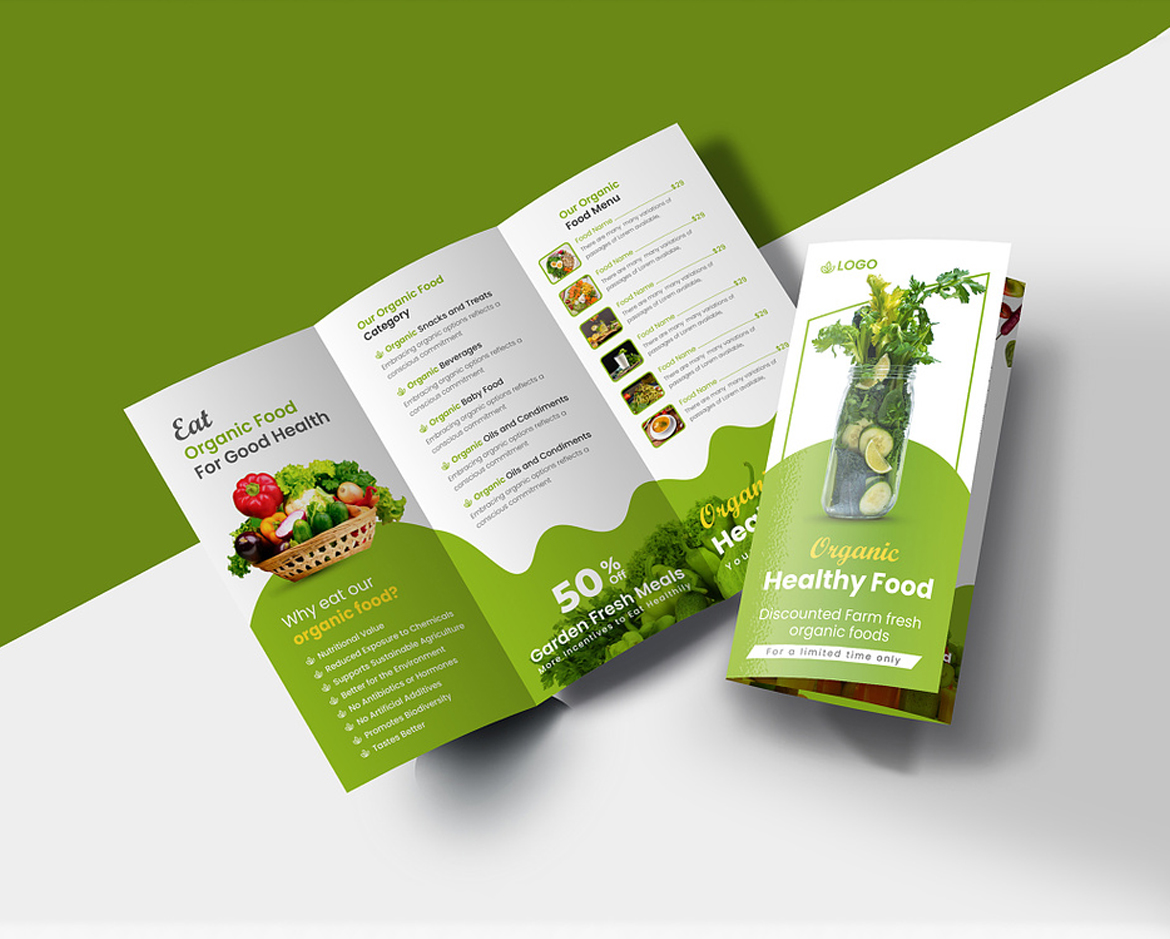 Eat
Organic Food
For Good Health
Why eat our
organic food?
Nutritional Value
Reduced Exposure to Chemicals
Supports Sustainable Agriculture
Better for the Environment
No Antibiotics or Hormones
No Artificial Additives
Promotes Biodiversity
Tastes Better
Our Organic Food
Category
Organic Snacks and Treats
Embracing organic options reflects a
conscious commitment
Organic Beverages
Embracing organic options reflects a
conscious commitment
Organic Baby Food
Embracing organic options reflects a
conscious commitment
Organic Oils and Condiments
Embracing organic options reflects a
conscious commitment
Organic Oils and Condiments
Embracing organic options reflects a
conscious commitment
50% Off
Garden Fresh Meals
More Incentives to Eat Healthily
Our Organic
Food Menu
Food Name $29
There are many many variations of
passages of Lorem available,
Food Name $29
There are many many variations of
passages of Lorem available,
Food Name $29
There are many many variations of
passages of Lorem available,
Food Name $29
There are many many variations of
passages of Lorem available,
Food Name $29
There are many many variations of
passages of Lorem available,
Food Name $29
There are many many variations of
passages of Lorem available,
Organ
Hea
You
LOGO
Organic
Healthy Food
Discounted Farm fresh
organic foods
For a limited time only
d